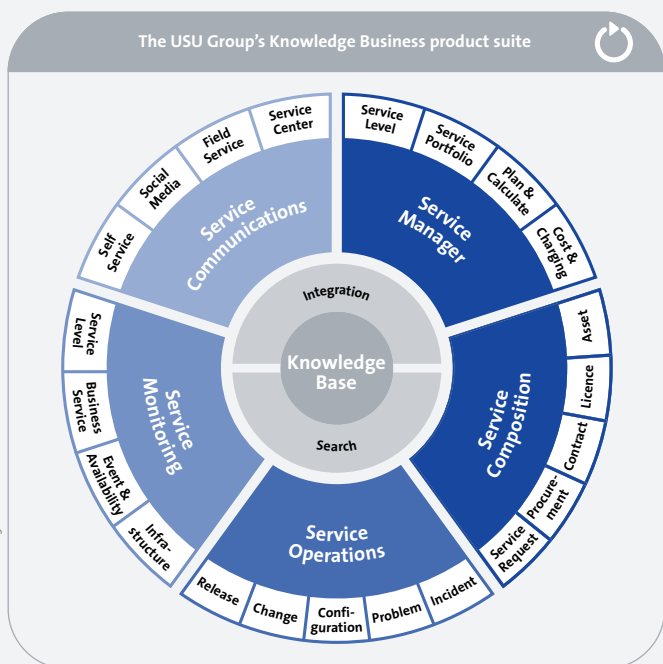 The USU Group's Knowledge Business product suite
Service
Level
Service
Portfolio
Plan &
Calculate
Cost &
Charging
Service
Manager
Asset
Licence
Contract
Procure-
ment
Service
Request
Service
Composition
Incident
Problem
Confi-
guration
Change
Release
Service
Operations
Infra-
structure
Event &
Availability
Business
Service
Service
Level
Service
Monitoring
Self
Service
Social
Media
Field
Service
Service
Center
Service
Communications
Integration
Knowledge
Base
Search